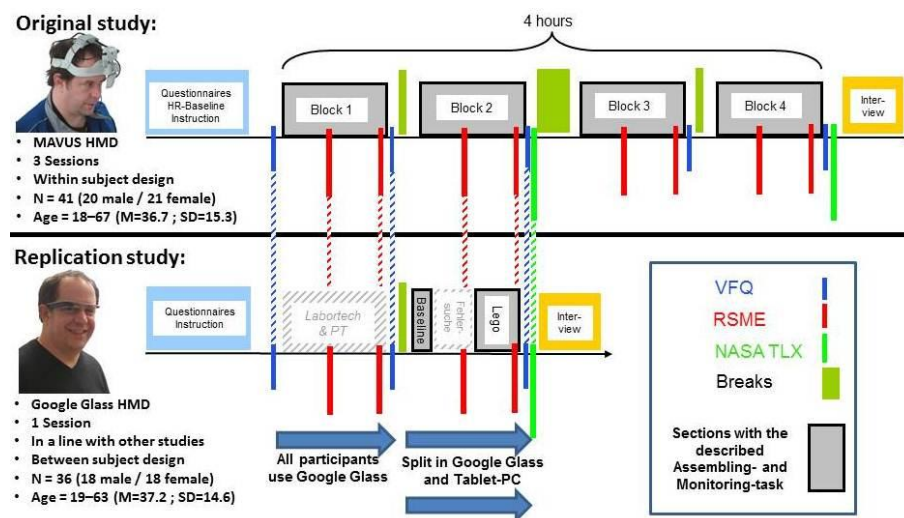 Original study:
4 hours
Questionnaires
HR-Baseline
Instruction
Block 1
Block 2
Block 3
Block 4
Inter-
view
• MAVUS HMD
• 3 Sessions
• Within subject design
• N = 41 (20 male / 21 female)
• Age = 18–67 (M=36.7 ; SD=15.3)
Replication study:
Questionnaires
Instruction
Labortech
& PT
Baseline
Fehler-
suche
Lego
Inter-
view
• Google Glass HMD
• 1 Session
• In a line with other studies
• Between subject design
• N = 36 (18 male / 18 female)
• Age = 19–63 (M=37.2 ; SD=14.6)
All participants
use Google Glass
Split in Google Glass
and Tablet-PC
VFQ
RSME
NASA TLX
Breaks
Sections with the
described
Assembling- and
Monitoring-task